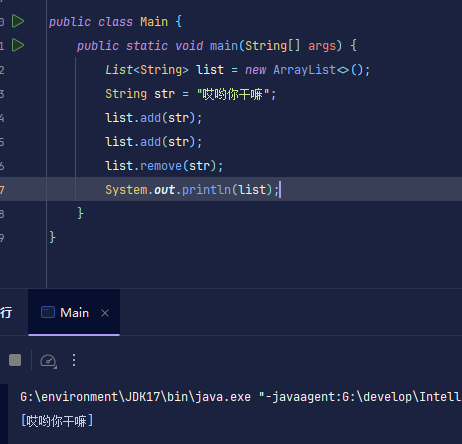 0 public class Main {
1 public static void main(String[] args) {
2 List<String> list = new ArrayList<>();
3 String str = "哎哟你干嘛";
4 list.add(str);
5 list.add(str);
6 list.remove(str);
7 System.out.println(list);
8 }
9 }
行 Main ×
G:\environment\JDK17\bin\java.exe "-javaagent:G:\develop\Intell
[哎哟你干嘛]